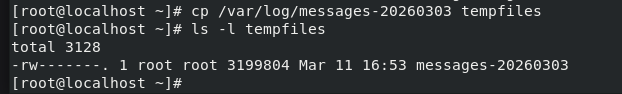 [root@localhost ~]# cp /var/log/messages-20260303 tempfiles
[root@localhost ~]# ls -l tempfiles
total 3128
-rw-------. 1 root root 3199804 Mar 11 16:53 messages-20260303
[root@localhost ~]#